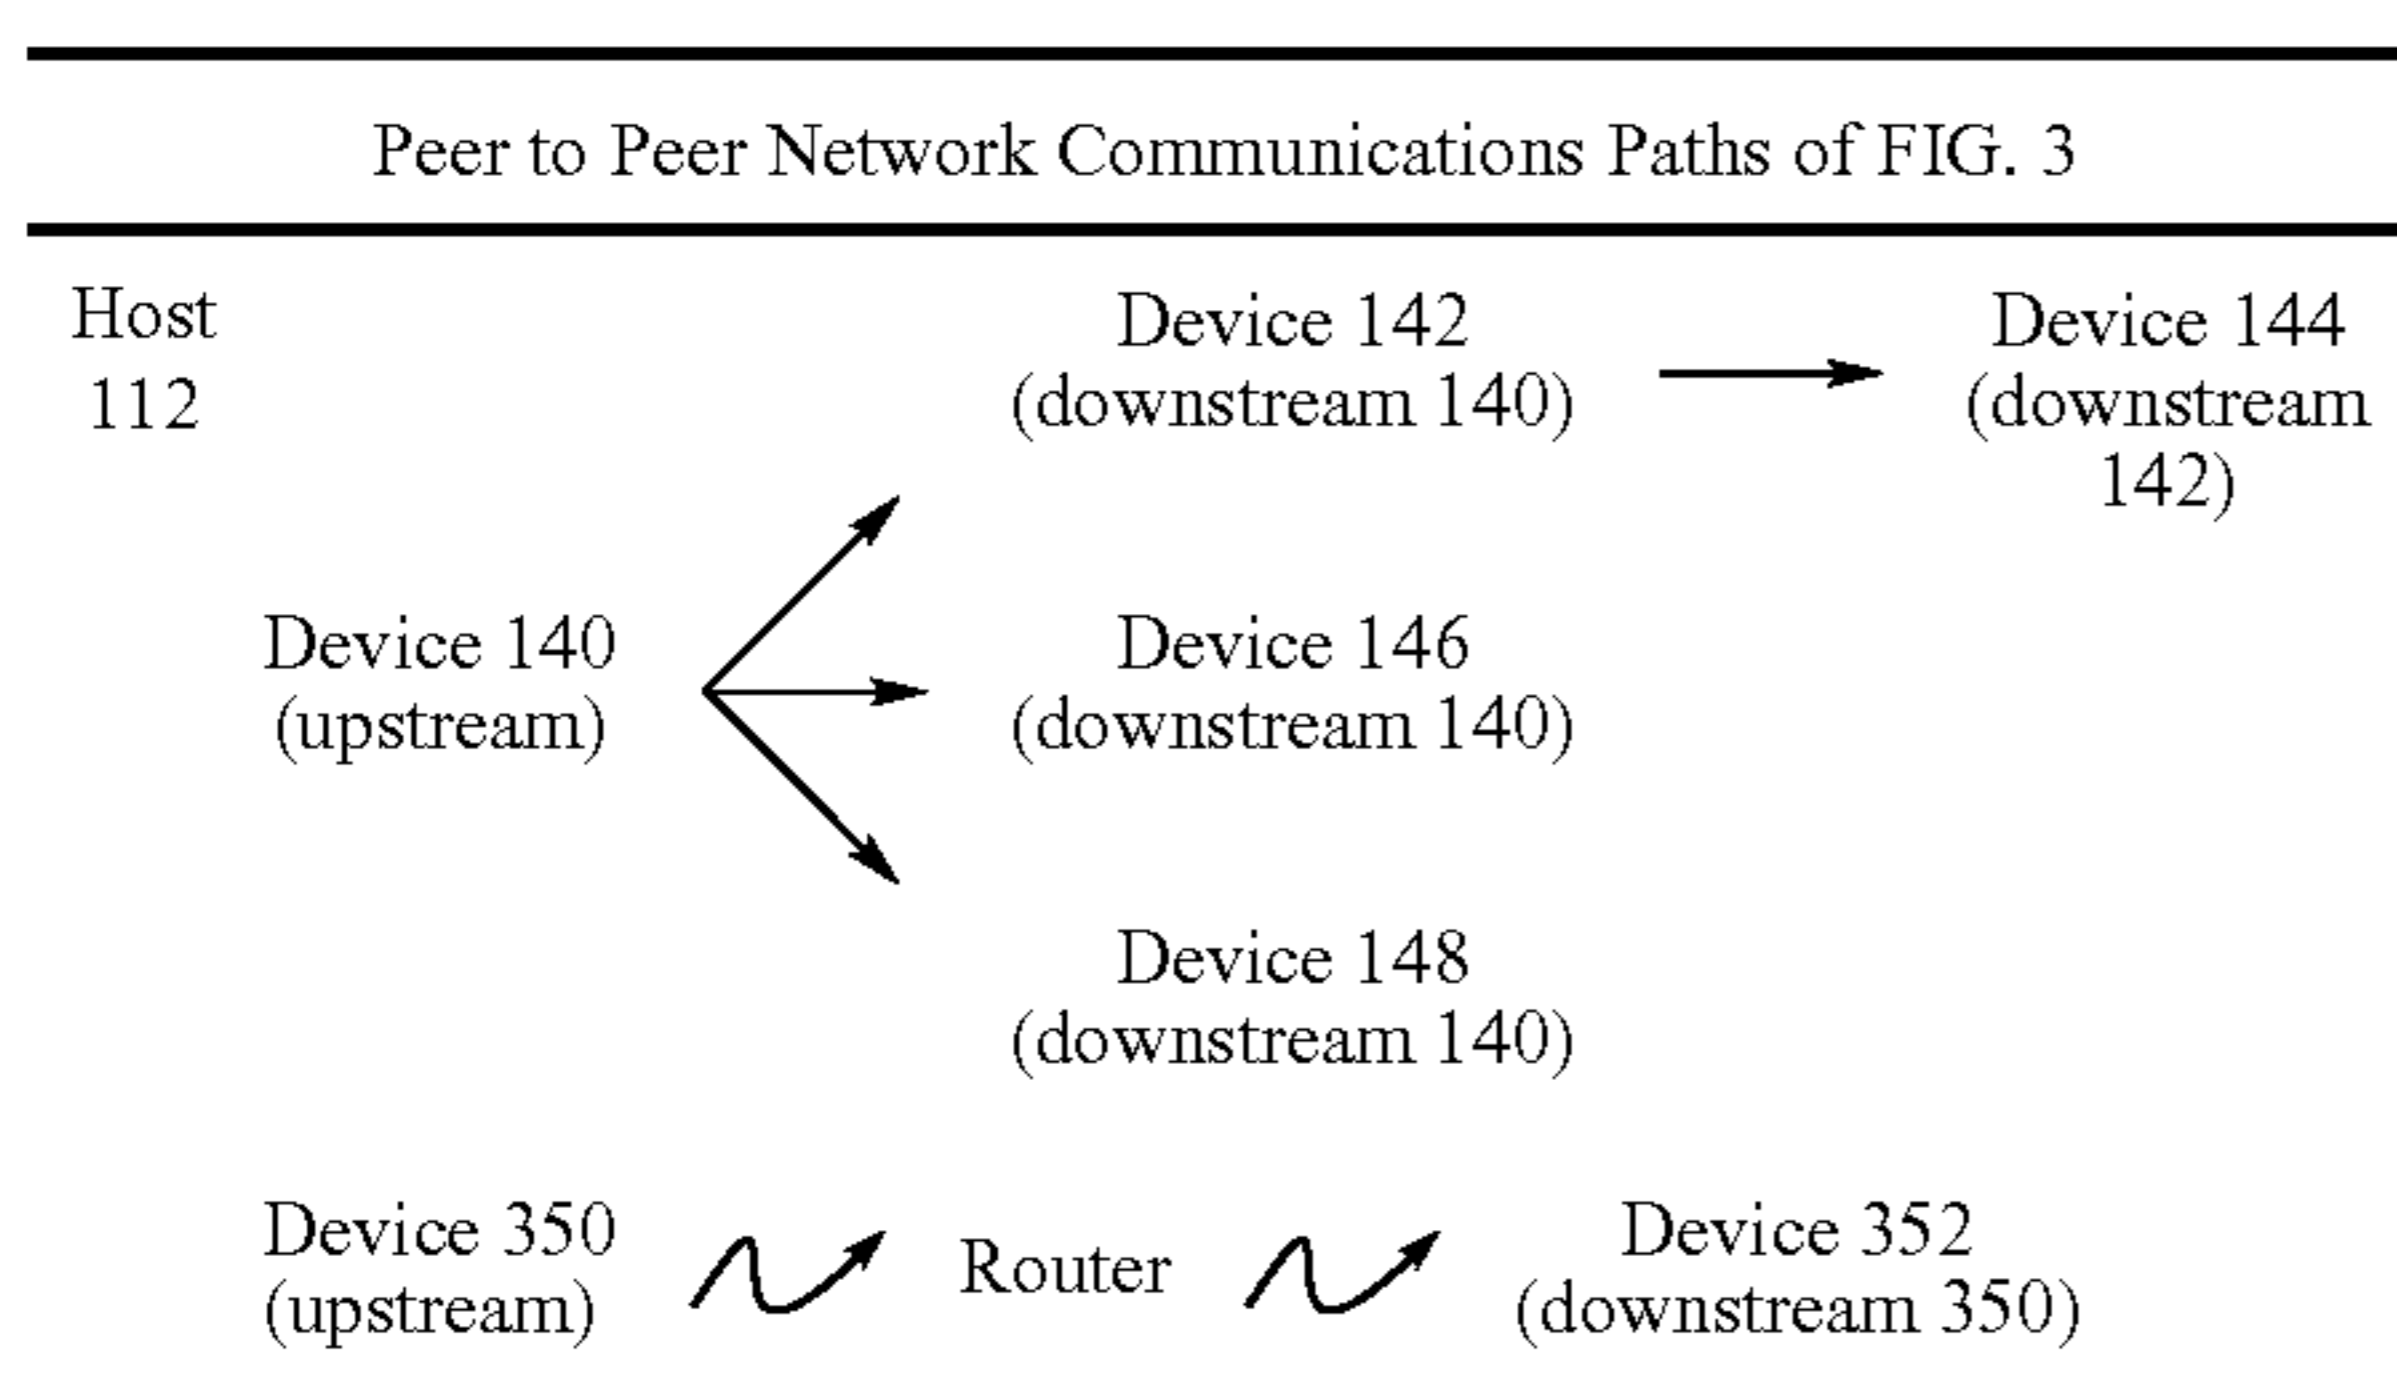 Peer to Peer Network Communications Paths of FIG. 3
Host
112
Device 142
(downstream 140)
Device 144
(downstream
142)
Device 140
(upstream)
Device 146
(downstream 140)
Device 148
(downstream 140)
Device 350
(upstream)
Router
Device 352
(downstream 350)